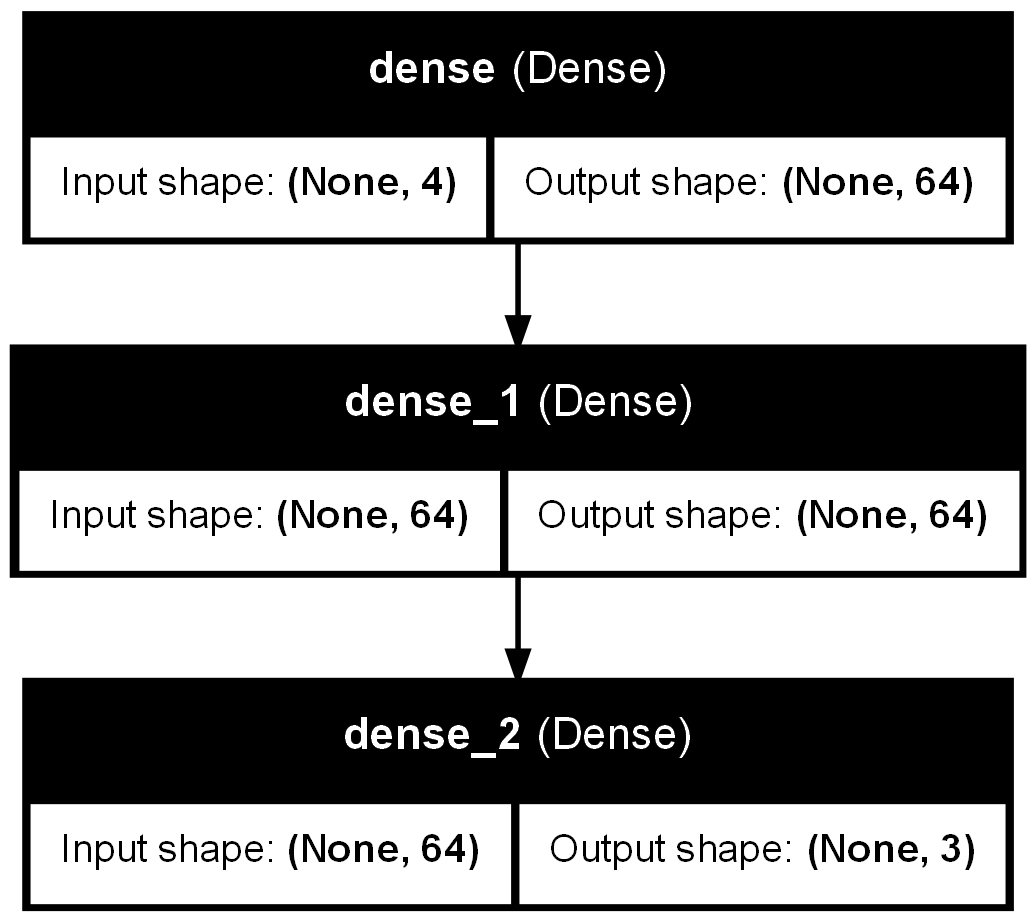 dense (Dense)
Input shape: (None, 4) Output shape: (None, 64)
dense_1 (Dense)
Input shape: (None, 64) Output shape: (None, 64)
dense_2 (Dense)
Input shape: (None, 64) Output shape: (None, 3)